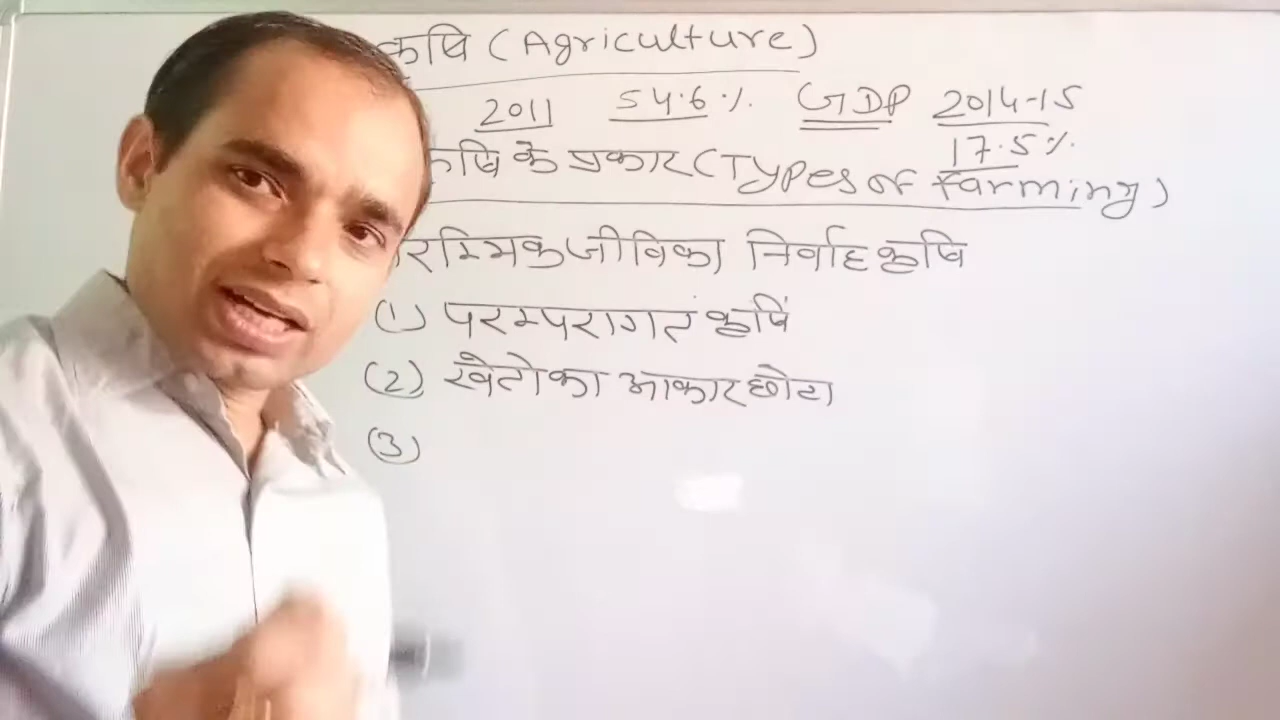 कृषि (Agriculture)
2011 54.6% GDP 2014-15
17.5%
कृषि के प्रकार (Types of farming)
रम्भिक जीविका निर्वाह कृषि
(1) परम्परागत कृषि
(2) खेतो का आकार छोटा
(3)